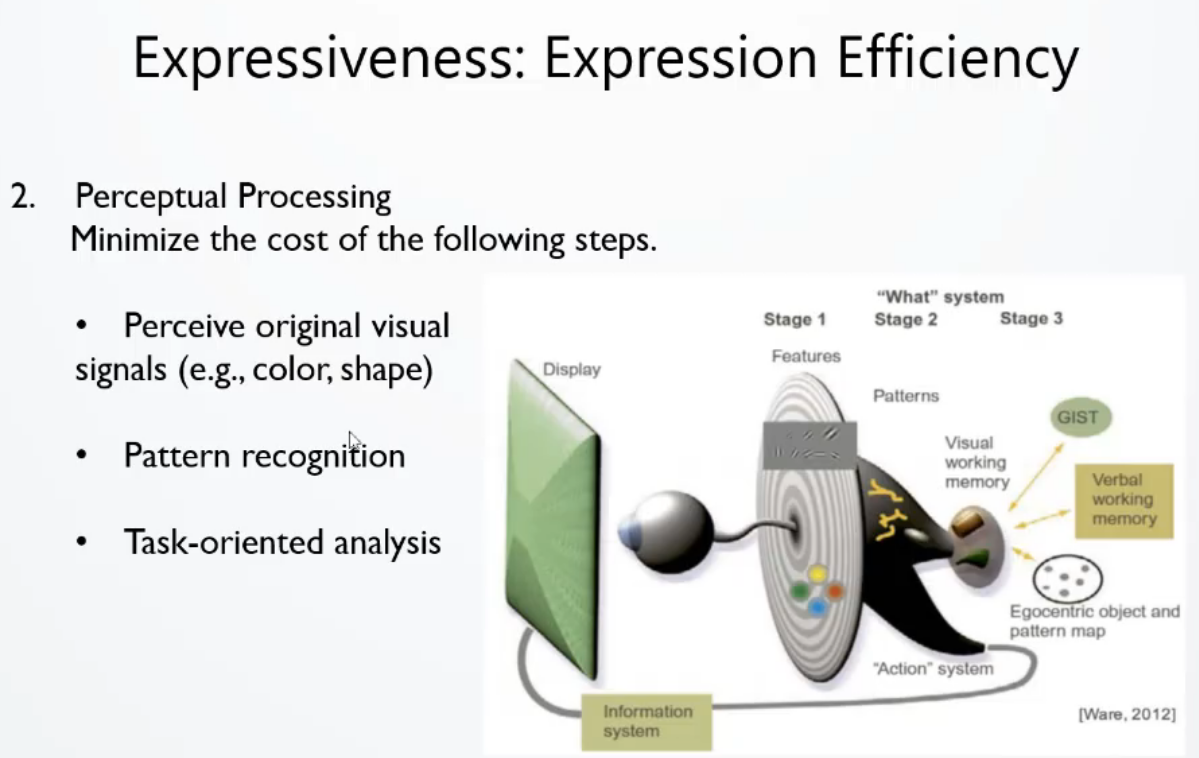 Expressiveness: Expression Efficiency
2. Perceptual Processing
Minimize the cost of the following steps.
• Perceive original visual
signals (e.g., color, shape)
• Pattern recognition
• Task-oriented analysis
"What" system
Stage 1 Stage 2 Stage 3
Features
Display
Patterns
GIST
Visual
working
memory
Verbal
working
memory
Egocentric object and
pattern map
"Action" system
Information
system
[Ware, 2012]